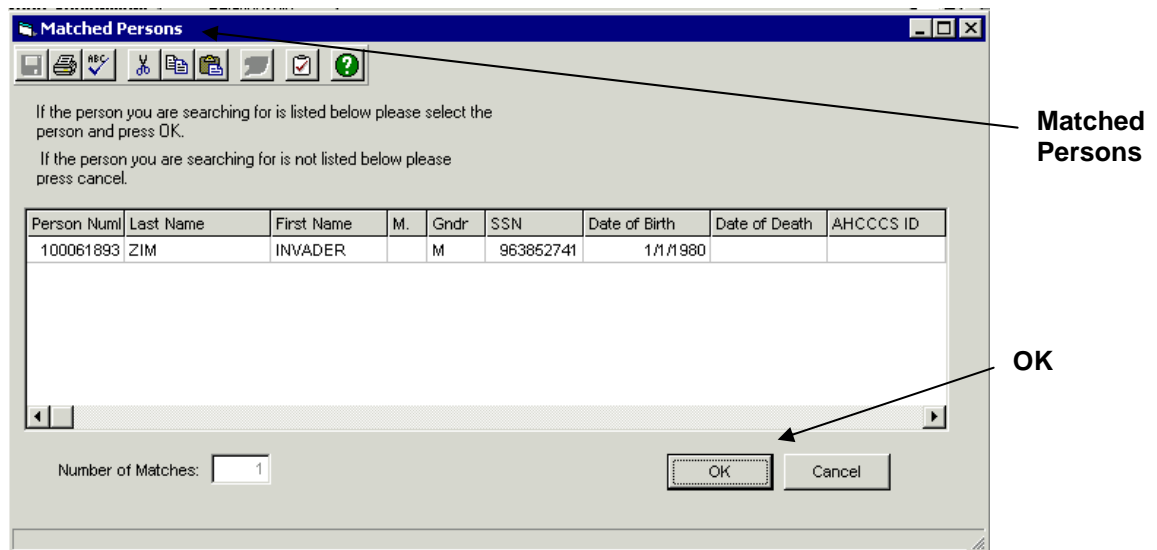 Matched Persons
ABC
If the person you are searching for is listed below please select the
person and press OK.
If the person you are searching for is not listed below please
press cancel.
Person Numl Last Name First Name M. Gndr SSN Date of Birth Date of Death AHCCCS ID
100061893 ZIM INVADER M 963852741 1/1/1980
Number of Matches: 1
OK Cancel
Matched
Persons
OK